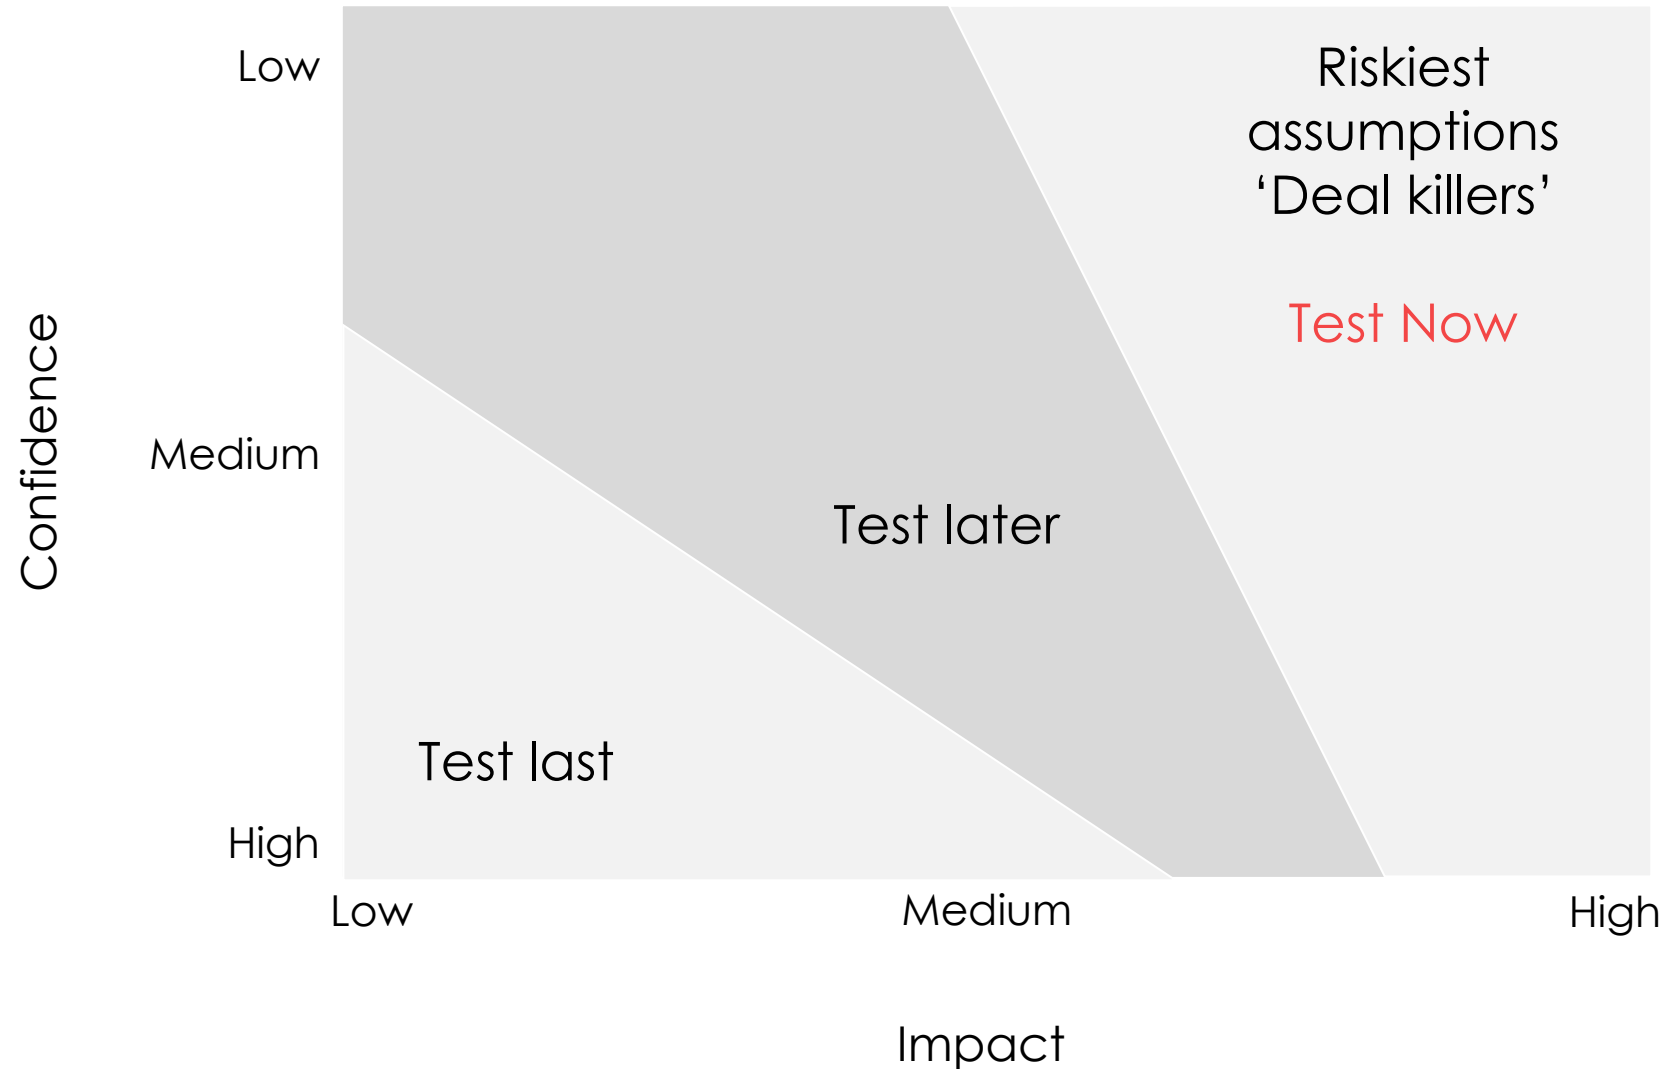 Low
Riskiest
assumptions
‘Deal killers’
Test Now
Confidence
Medium
Test later
Test last
High
Low
Medium
High
Impact